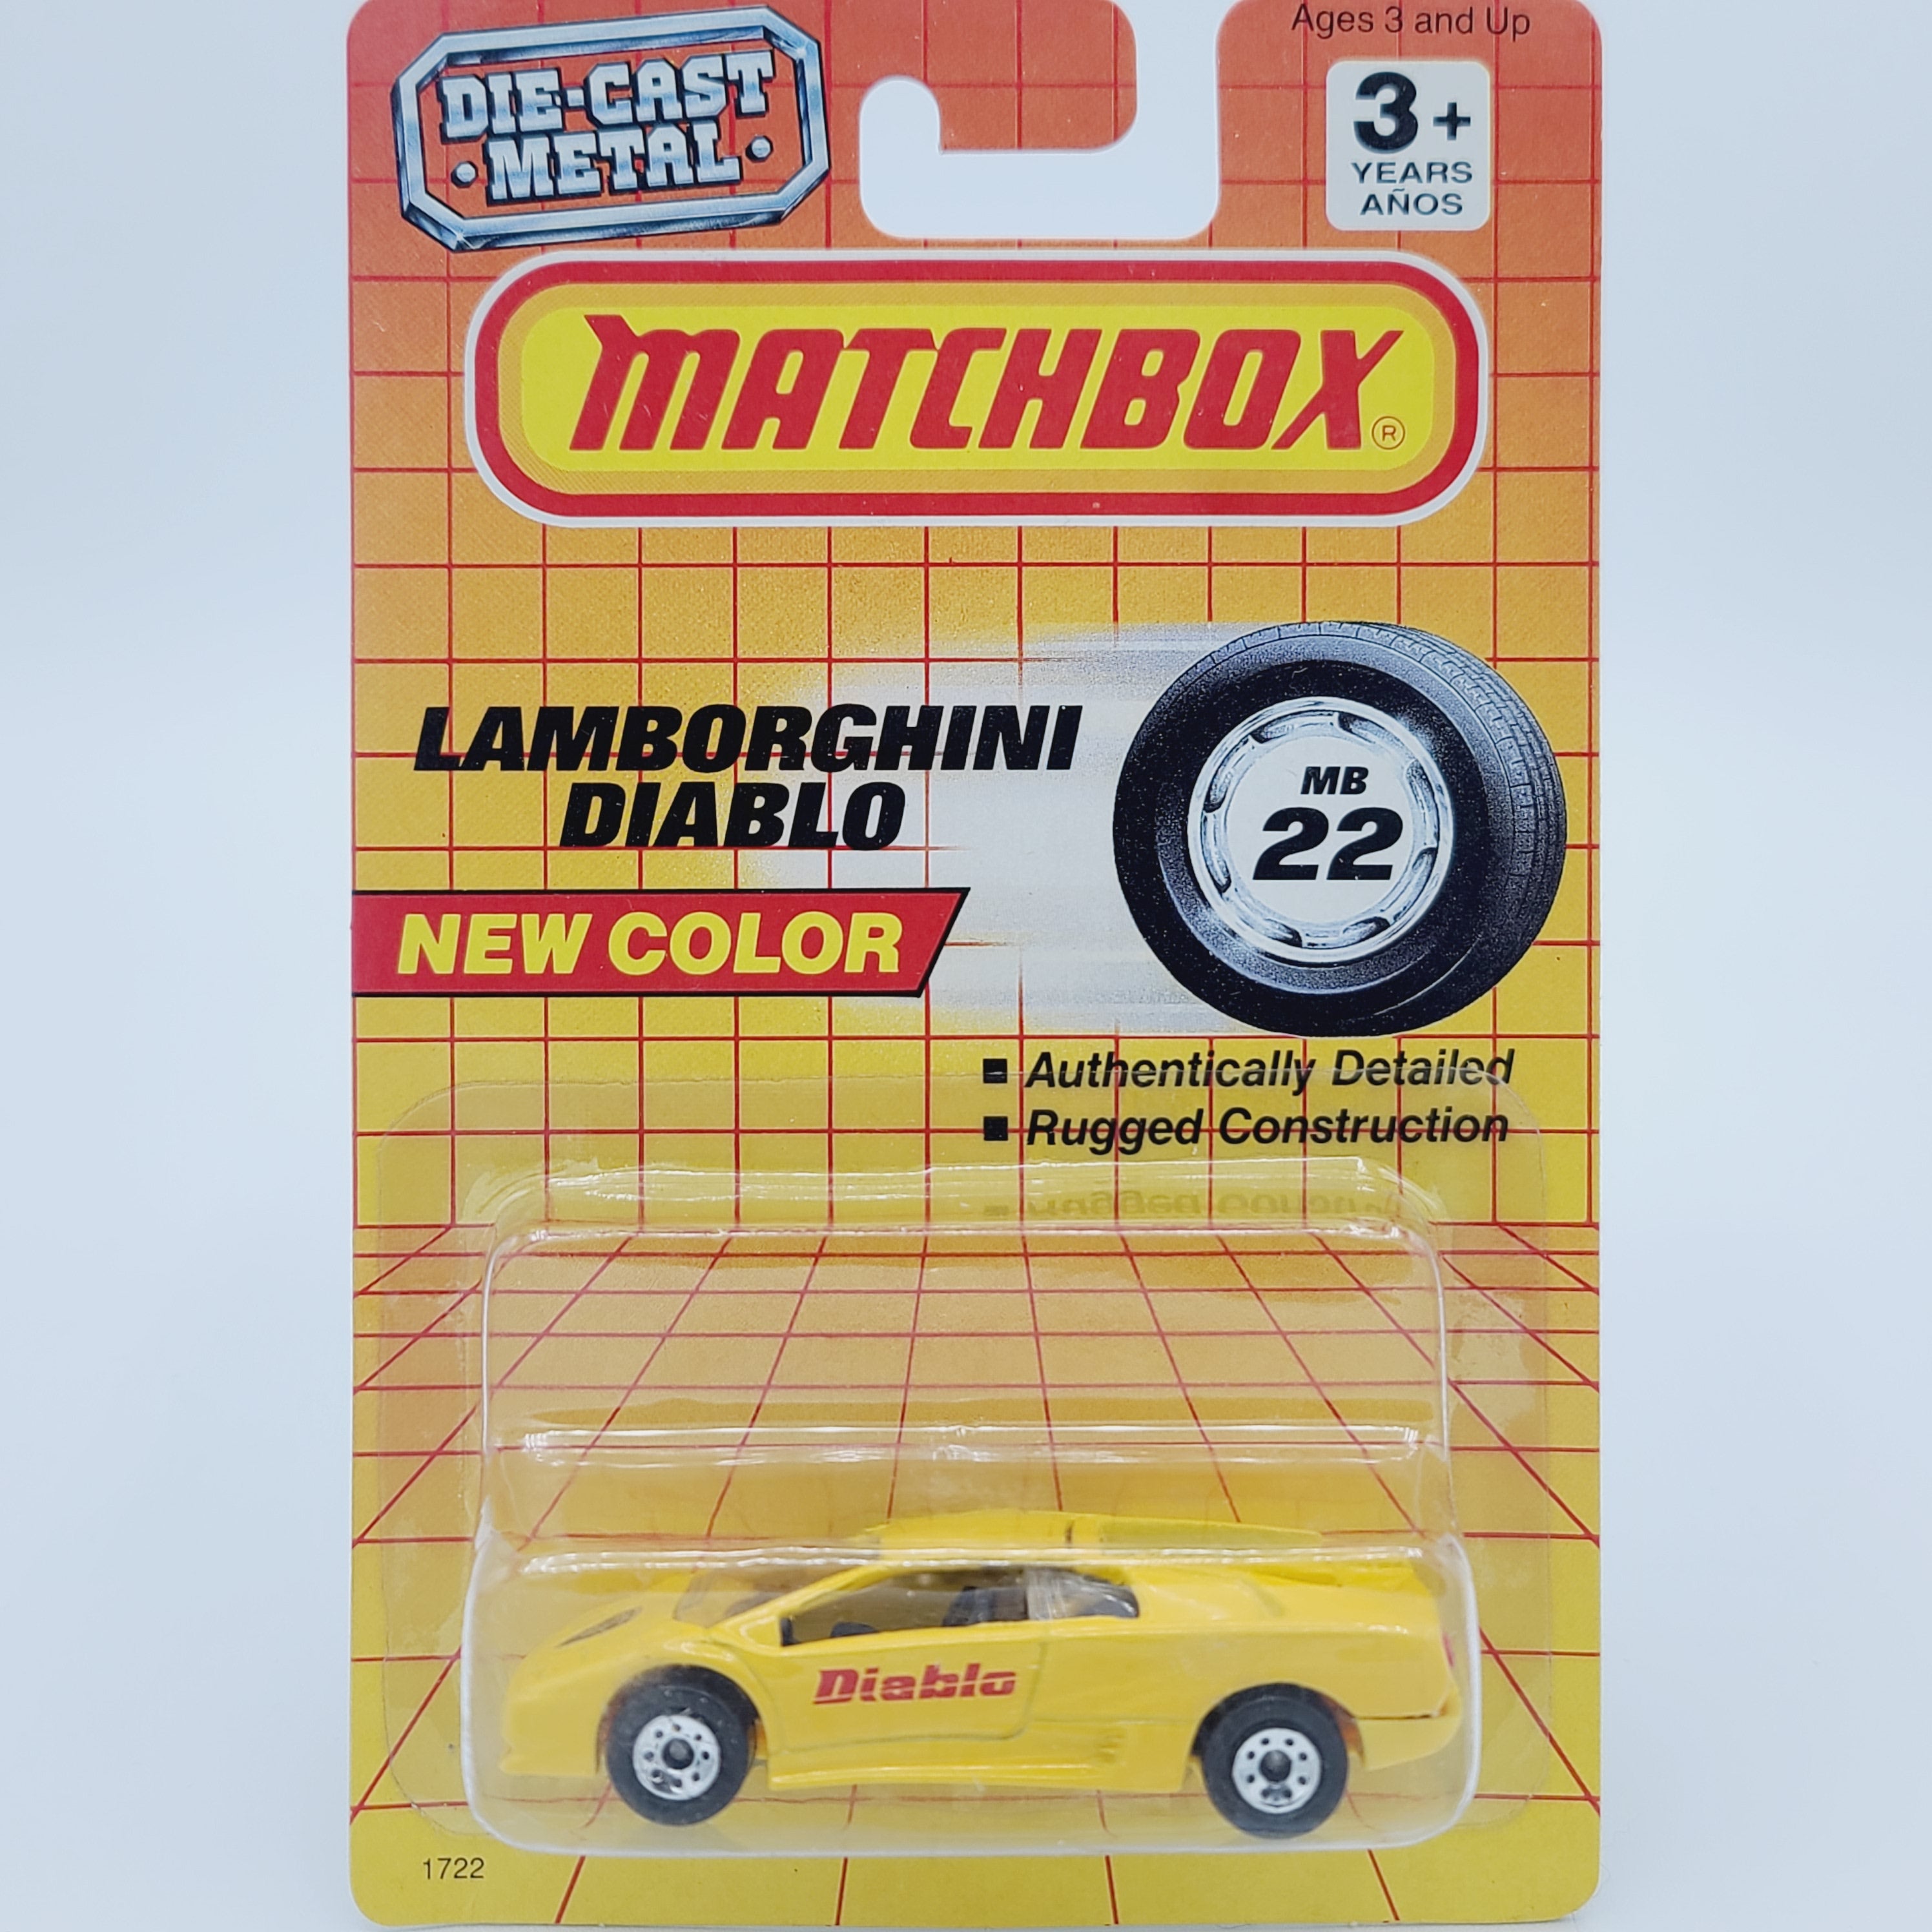 Ages 3 and Up
DIE-CAST
• METAL •
3+
YEARS
AÑOS
MATCHBOX®
LAMBORGHINI
DIABLO
MB
22
NEW COLOR
■ Authentically Detailed
■ Rugged Construction
Diablo
1722